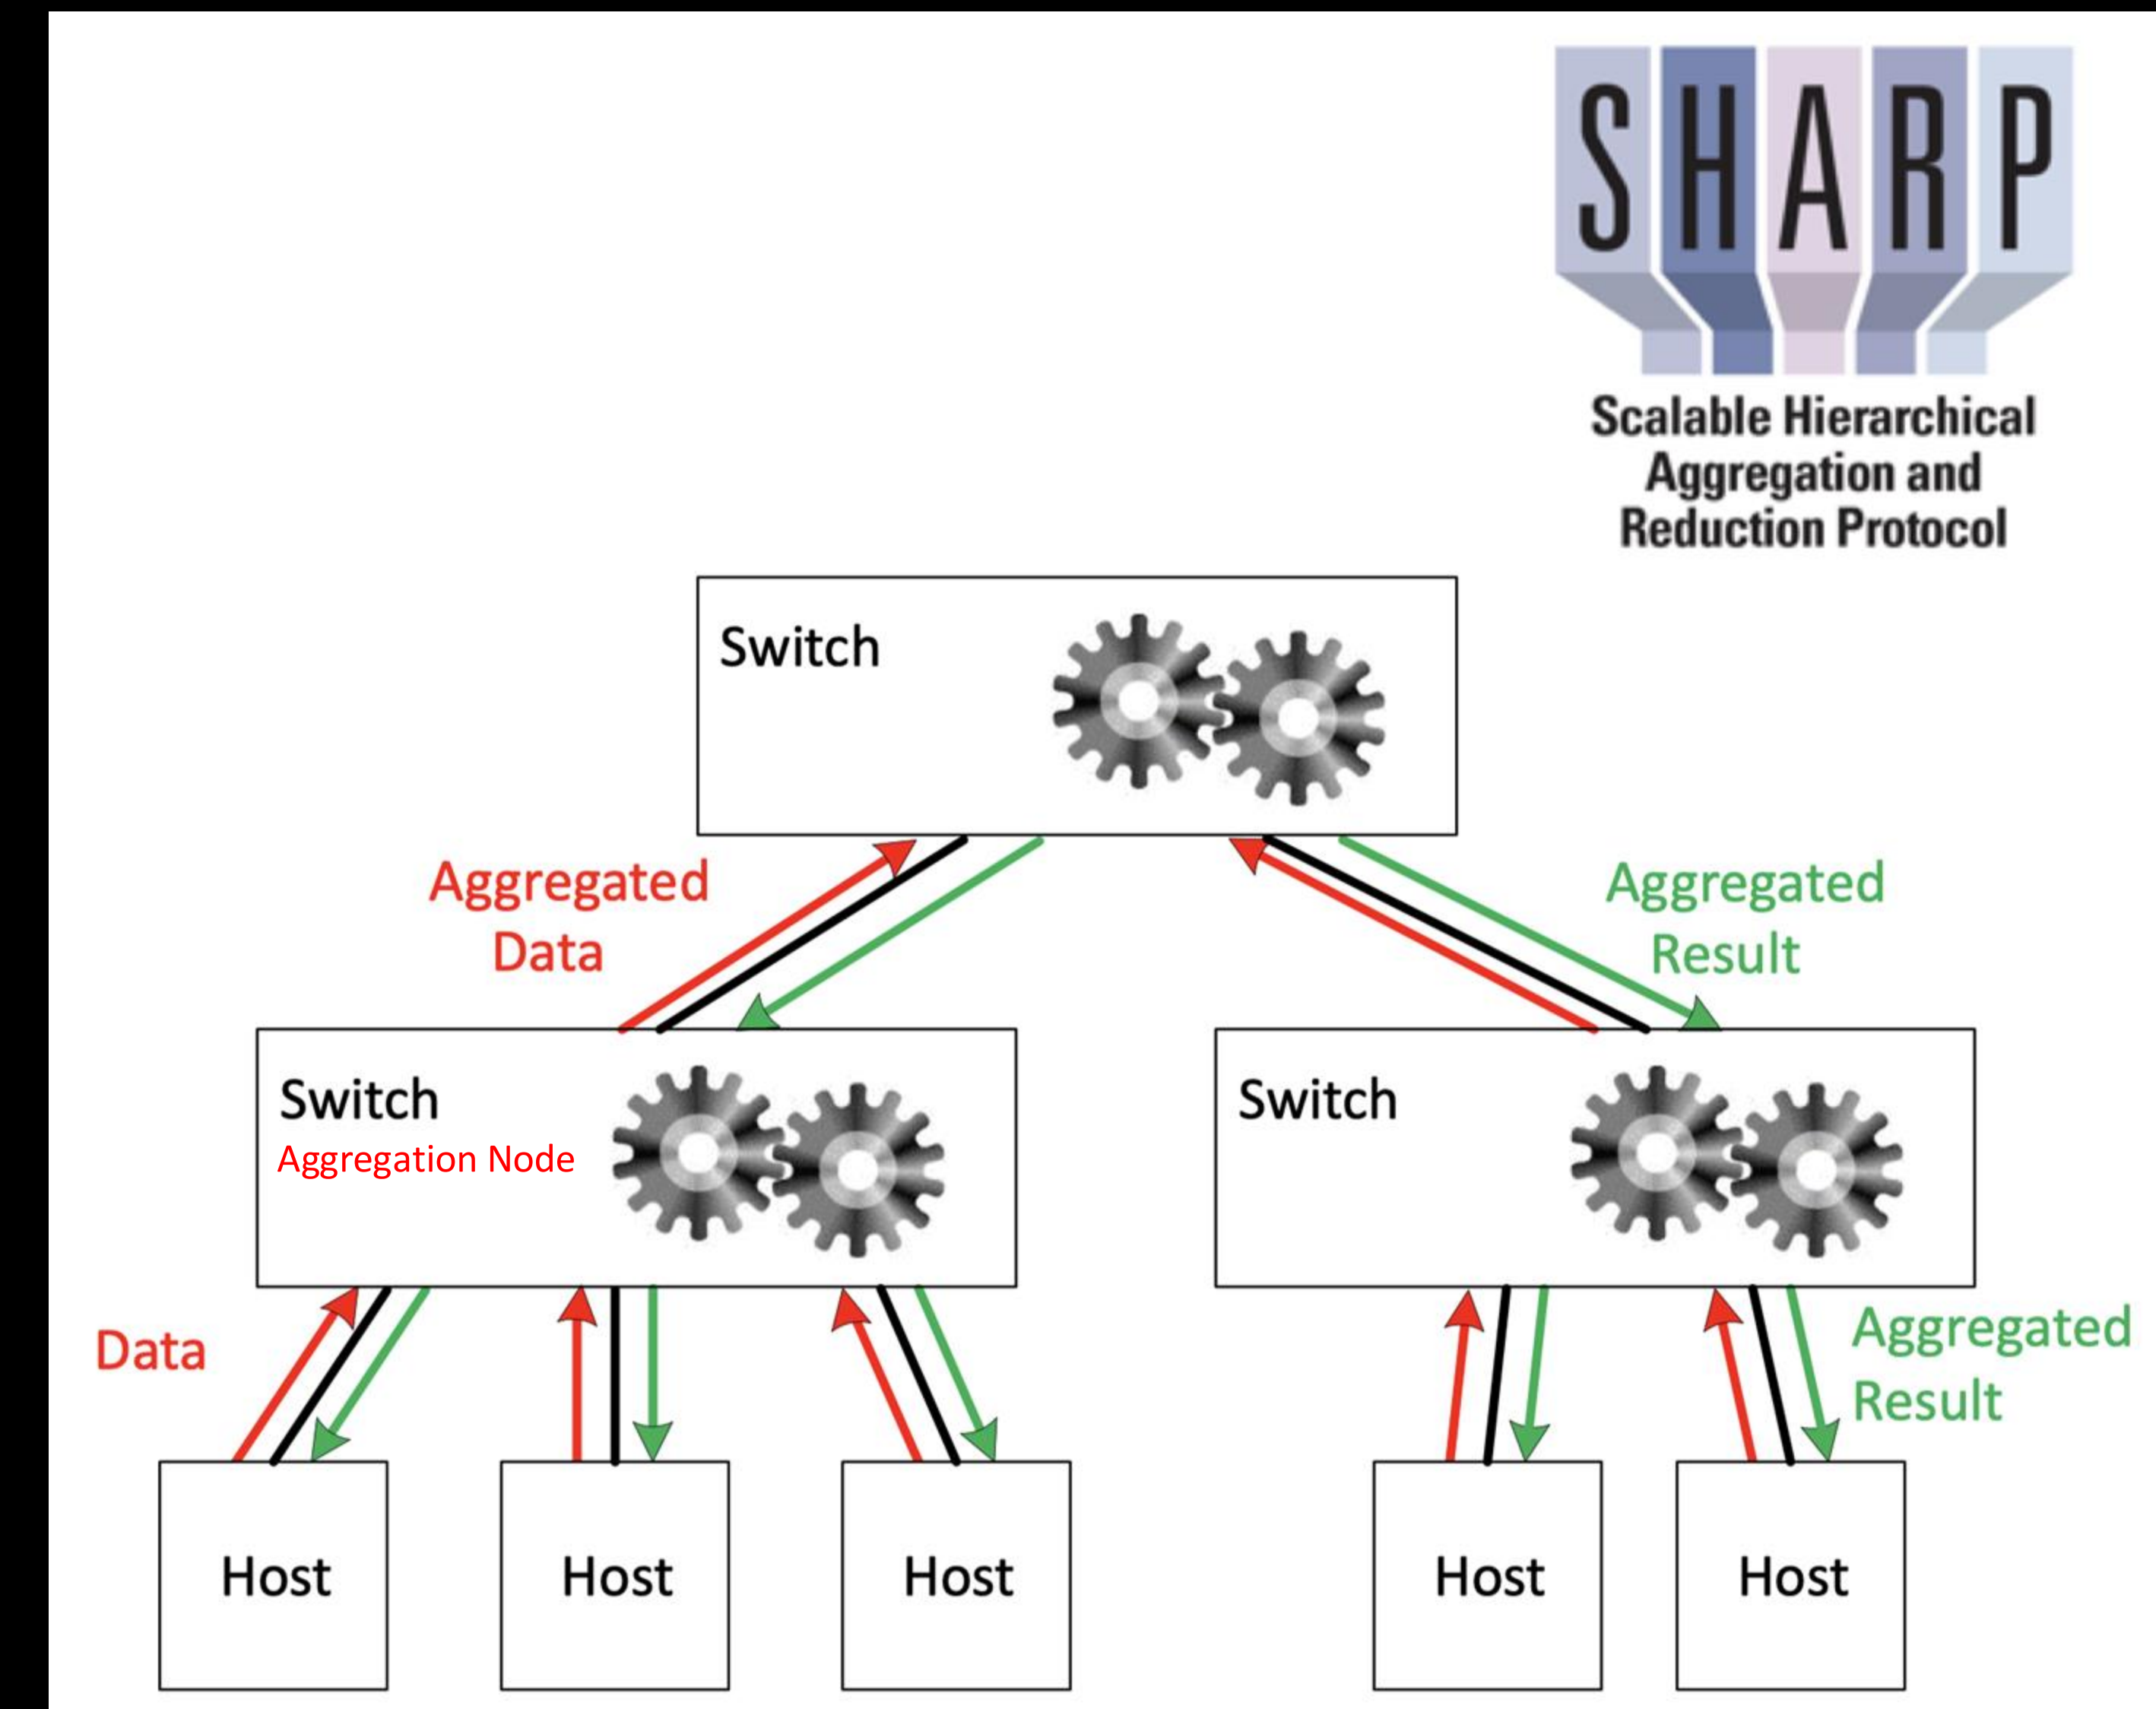 SHARP
Scalable Hierarchical
Aggregation and
Reduction Protocol
Switch
Aggregated
Data
Aggregated
Result
Switch
Aggregation Node
Switch
Data
Aggregated
Result
Host
Host
Host
Host
Host